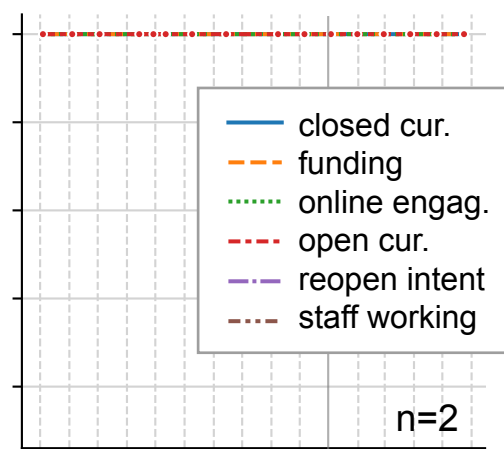 closed cur.
funding
online engag.
open cur.
reopen intent
staff working
n=2